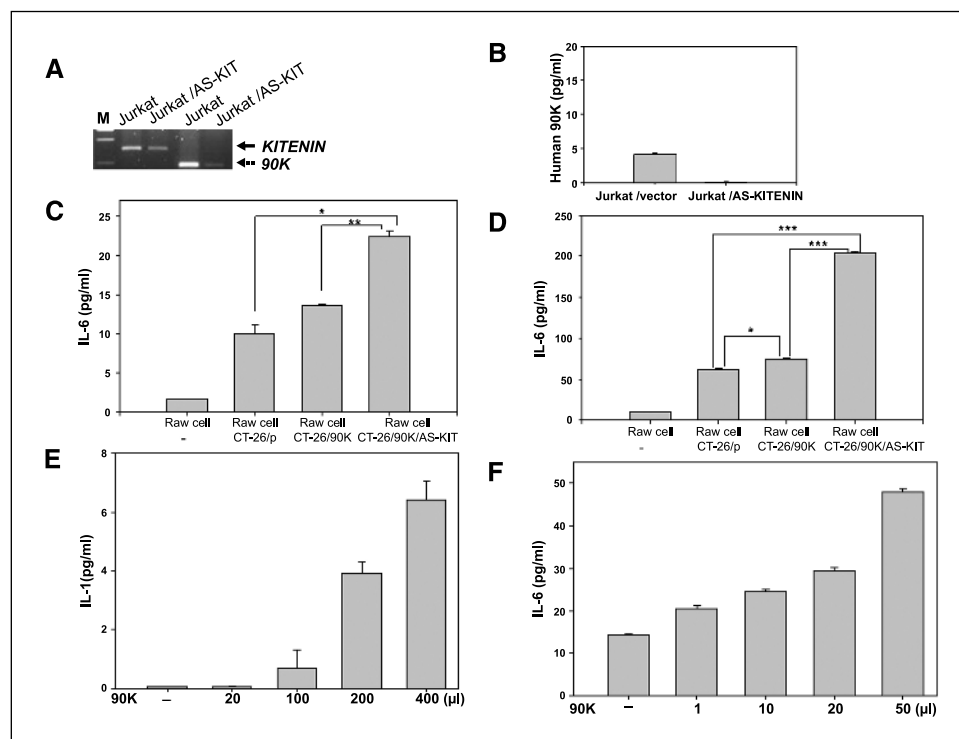 A
M
Jurkat
Jurkat /AS-KIT
Jurkat
Jurkat /AS-KIT
KITENIN
90K
B
Human 90K (pg/ml)
20
15
10
5
0
Jurkat /vector
Jurkat /AS-KITENIN
C
IL-6 (pg/ml)
25
20
15
10
5
0
*
**
Raw cell Raw cell Raw cell Raw cell
- CT-26/p CT-26/90K CT-26/90K/AS-KIT
D
IL-6 (pg/ml)
250
200
150
100
50
0
***
***
*
Raw cell Raw cell Raw cell Raw cell
- CT-26/p CT-26/90K CT-26/90K/AS-KIT
E
IL-1(pg/ml)
8
6
4
2
0
90K – 20 100 200 400 (µl)
F
IL-6 (pg/ml)
50
40
30
20
10
0
90K – 1 10 20 50 (µl)